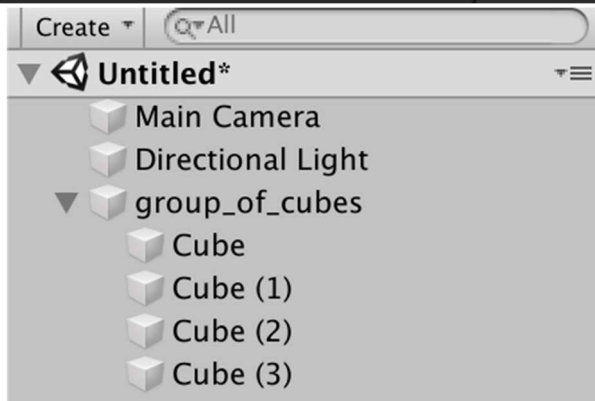 Create All
Untitled*
Main Camera
Directional Light
group_of_cubes
Cube
Cube (1)
Cube (2)
Cube (3)